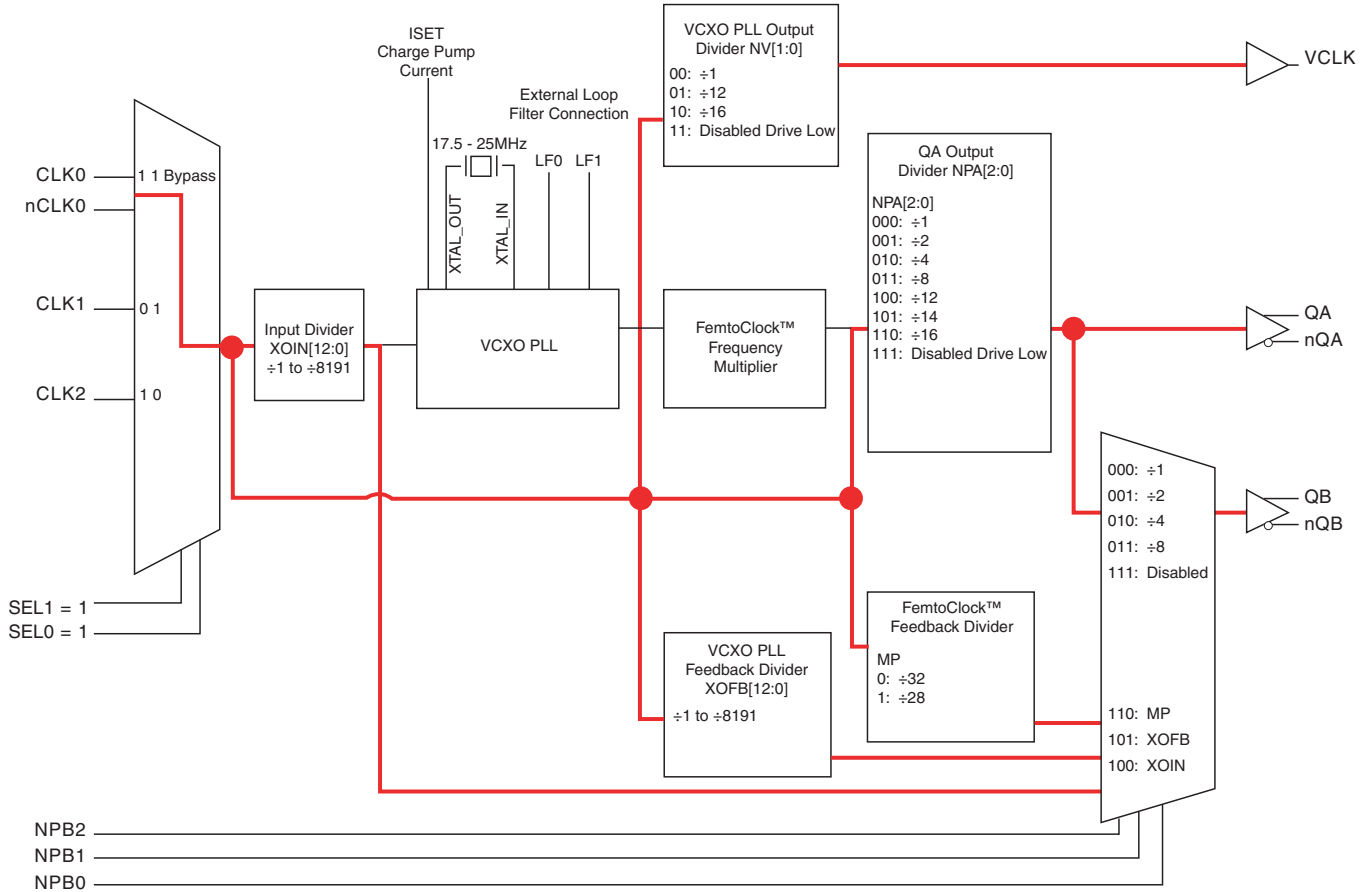 ISET
Charge Pump
Current
External Loop
Filter Connection
17.5 - 25MHz
LF0
LF1
XTAL_OUT
XTAL_IN
VCXO PLL Output
Divider NV[1:0]
00: ÷1
01: ÷12
10: ÷16
11: Disabled Drive Low
VCLK
CLK0
nCLK0
CLK1
CLK2
1 1 Bypass
0 1
1 0
SEL1 = 1
SEL0 = 1
Input Divider
XOIN[12:0]
÷1 to ÷8191
VCXO PLL
FemtoClock™
Frequency
Multiplier
QA Output
Divider NPA[2:0]
NPA[2:0]
000: ÷1
001: ÷2
010: ÷4
011: ÷8
100: ÷12
101: ÷14
110: ÷16
111: Disabled Drive Low
QA
nQA
000: ÷1
001: ÷2
010: ÷4
011: ÷8
111: Disabled
110: MP
101: XOFB
100: XOIN
QB
nQB
FemtoClock™
Feedback Divider
MP
0: ÷32
1: ÷28
VCXO PLL
Feedback Divider
XOFB[12:0]
÷1 to ÷8191
NPB2
NPB1
NPB0